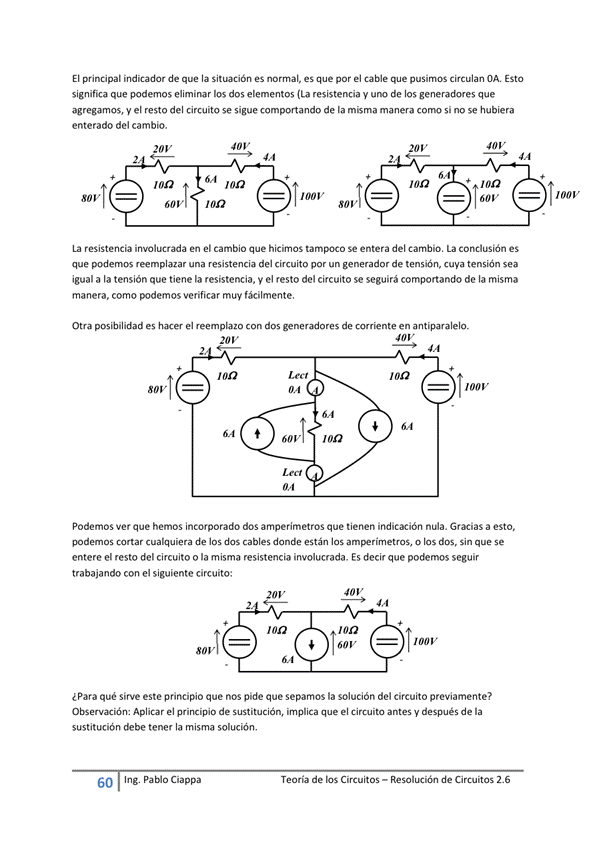 El principal indicador de que la situación es normal, es que por el cable que pusimos circulan 0A. Esto
significa que podemos eliminar los dos elementos (La resistencia y uno de los generadores que
agregamos, y el resto del circuito se sigue comportando de la misma manera como si no se hubiera
enterado del cambio.
20V 40V
2A 4A
+ 10Ω 6A 10Ω +
80V 60V 10Ω 100V
- -
20V 40V
2A 4A
+ 10Ω 6A 10Ω +
80V 60V 100V
- -
La resistencia involucrada en el cambio que hicimos tampoco se entera del cambio. La conclusión es
que podemos reemplazar una resistencia del circuito por un generador de tensión, cuya tensión sea
igual a la tensión que tiene la resistencia, y el resto del circuito se seguirá comportando de la misma
manera, como podemos verificar muy fácilmente.
Otra posibilidad es hacer el reemplazo con dos generadores de corriente en antiparalelo.
20V 40V
2A 4A
+ 10Ω Lect 10Ω +
80V 0A A 100V
- -
6A
6A 60V 10Ω 6A
Lect A
0A
Podemos ver que hemos incorporado dos amperímetros que tienen indicación nula. Gracias a esto,
podemos cortar cualquiera de los dos cables donde están los amperímetros, o los dos, sin que se
entere el resto del circuito o la misma resistencia involucrada. Es decir que podemos seguir
trabajando con el siguiente circuito:
20V 40V
2A 4A
+ 10Ω 10Ω +
80V 60V 100V
- 6A -
¿Para qué sirve este principio que nos pide que sepamos la solución del circuito previamente?
Observación: Aplicar el principio de sustitución, implica que el circuito antes y después de la
sustitución debe tener la misma solución.
60 Ing. Pablo Ciappa Teoría de los Circuitos – Resolución de Circuitos 2.6